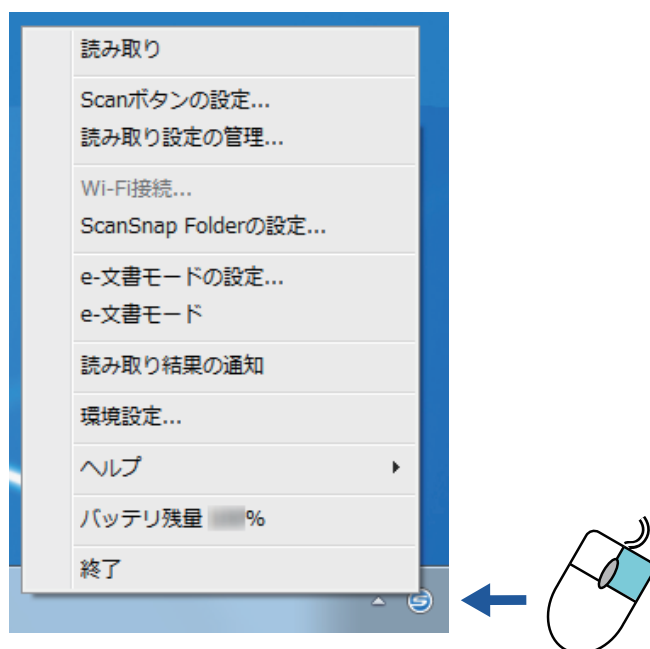 読み取り
Scanボタンの設定...
読み取り設定の管理...
Wi-Fi接続...
ScanSnap Folderの設定...
e-文書モードの設定...
e-文書モード
読み取り結果の通知
環境設定...
ヘルプ
バッテリ残量 %
終了